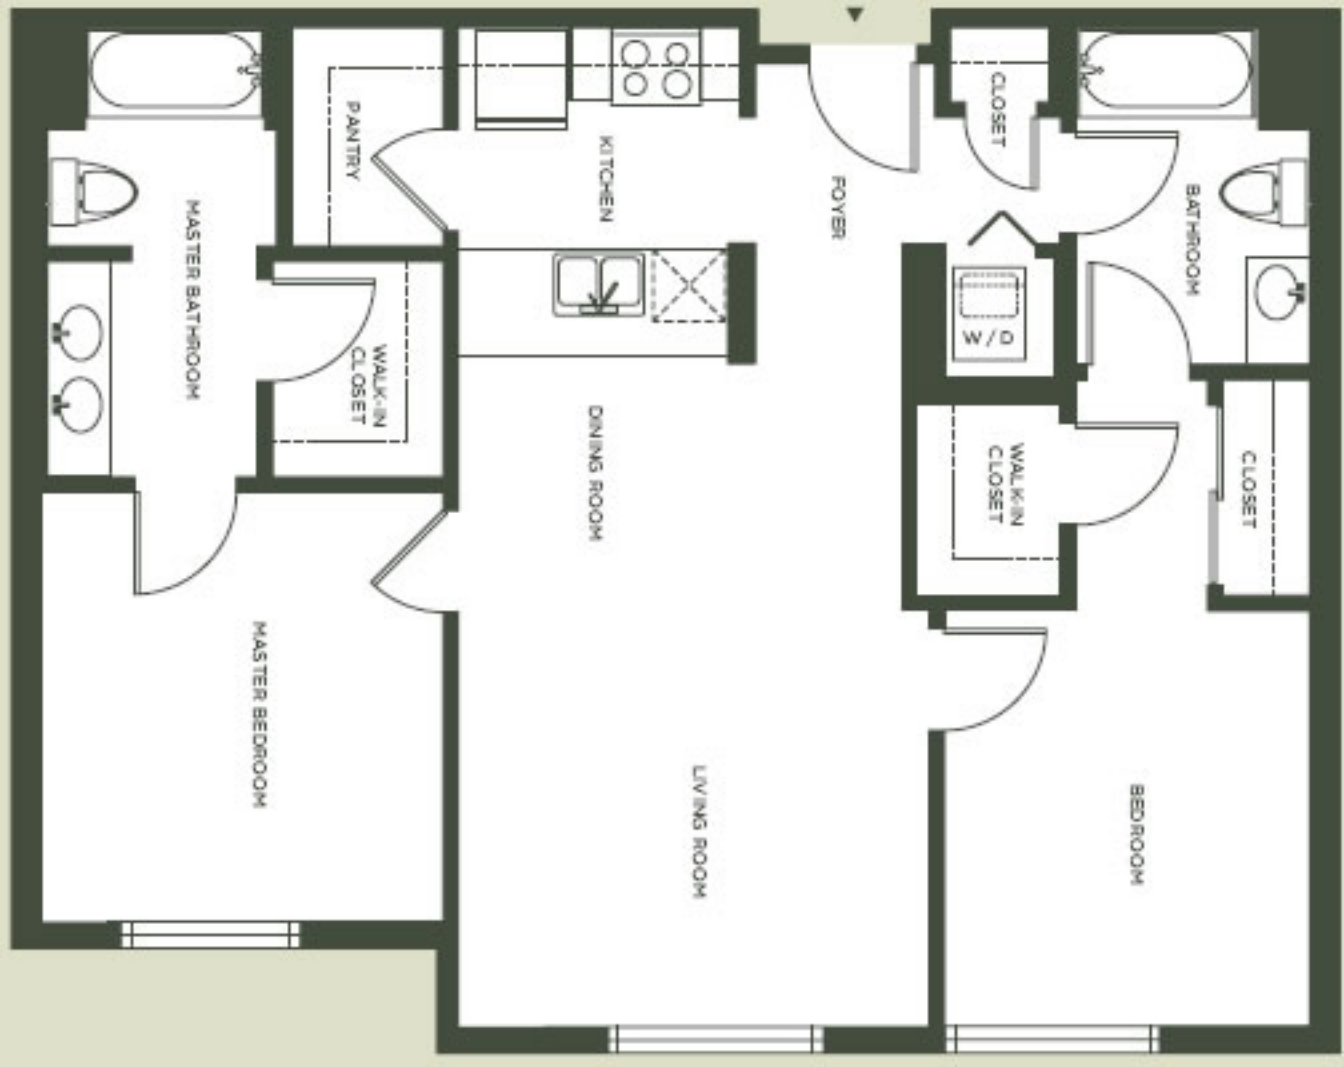 PANTRY
KITCHEN
FOYER
CLOSET
BATHROOM
MASTER BATHROOM
WALK-IN
CLOSET
W/D
DINING ROOM
WALK-IN
CLOSET
CLOSET
MASTER BEDROOM
LIVING ROOM
BEDROOM